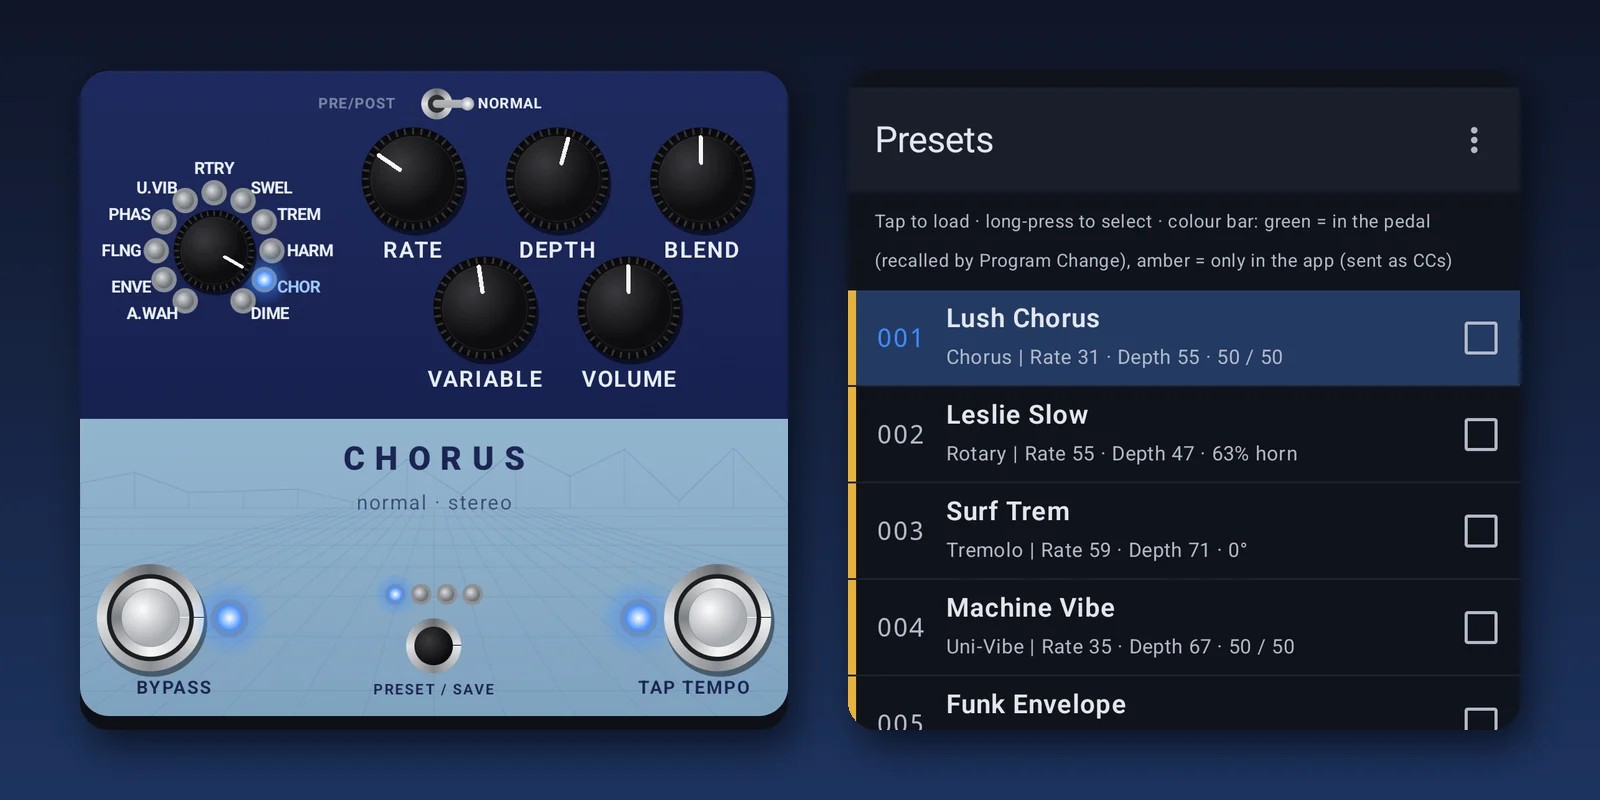 PRE/POST NORMAL
RTRY
U.VIB SWEL
PHAS TREM
FLNG HARM
ENVE CHOR
A.WAH DIME
RATE DEPTH BLEND
VARIABLE VOLUME
CHORUS
normal · stereo
BYPASS PRESET / SAVE TAP TEMPO
Presets
Tap to load · long-press to select · colour bar: green = in the pedal
(recalled by Program Change), amber = only in the app (sent as CCs)
001 Lush Chorus
Chorus | Rate 31 · Depth 55 · 50 / 50
002 Leslie Slow
Rotary | Rate 55 · Depth 47 · 63% horn
003 Surf Trem
Tremolo | Rate 59 · Depth 71 · 0°
004 Machine Vibe
Uni-Vibe | Rate 35 · Depth 67 · 50 / 50
005 Funk Envelope